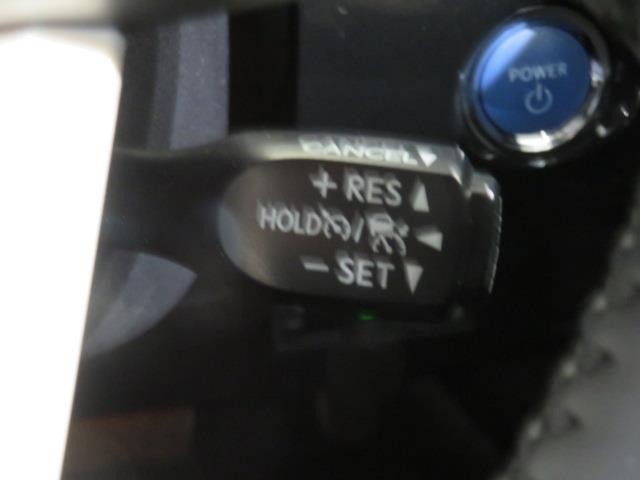 POWER
CANCEL▼
+ RES ▲
HOLD / ◀
− SET ▼